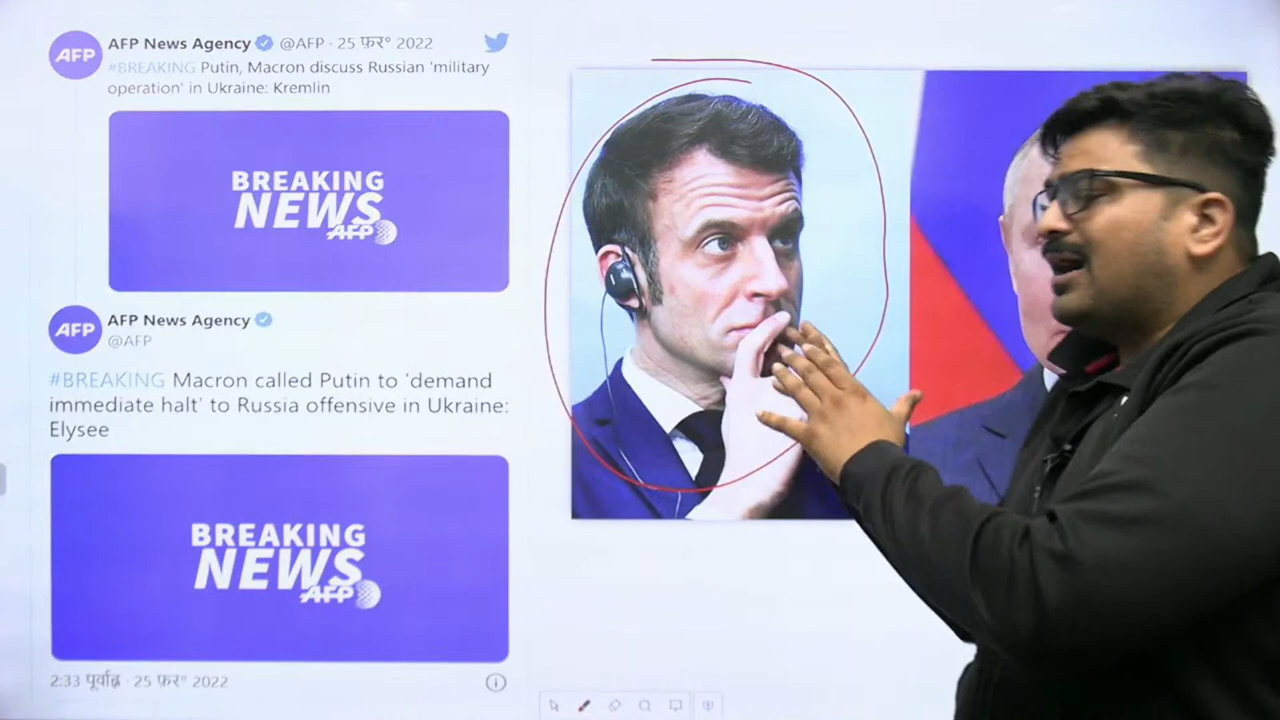 AFP
AFP News Agency @AFP · 25 फ़र॰ 2022
#BREAKING Putin, Macron discuss Russian 'military
operation' in Ukraine: Kremlin
BREAKING
NEWS
AFP
AFP
AFP News Agency
@AFP
#BREAKING Macron called Putin to 'demand
immediate halt' to Russia offensive in Ukraine:
Elysee
BREAKING
NEWS
AFP
2:33 पूर्वाह्न · 25 फ़र॰ 2022